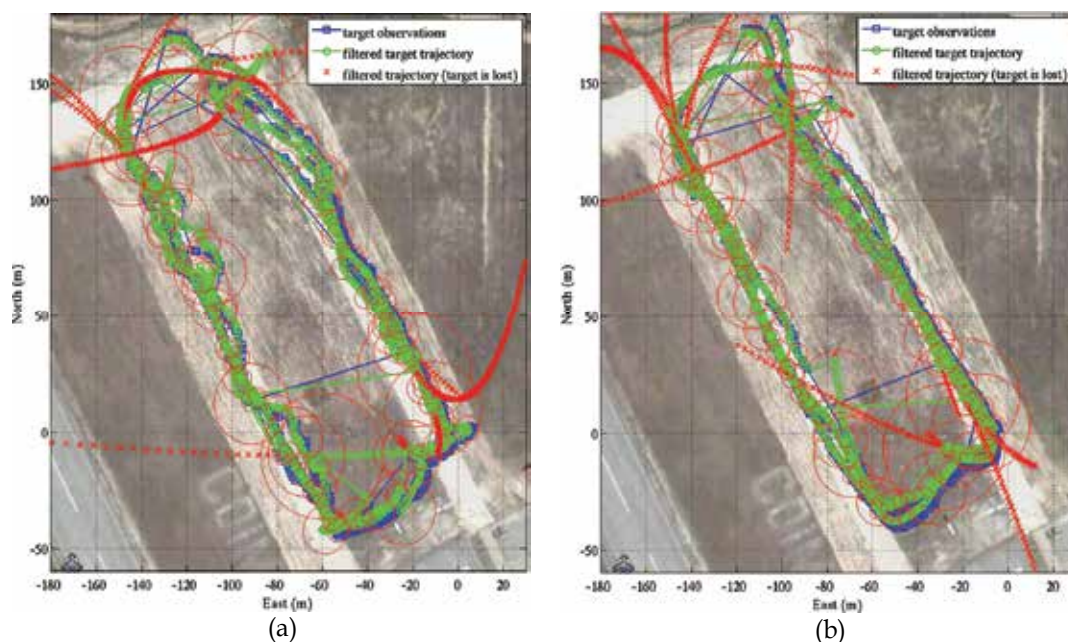 target observations
filtered target trajectory
filtered trajectory (target is lost)
150
100
50
0
-50
North (m)
-180 -160 -140 -120 -100 -80 -60 -40 -20 0 20
East (m)
(a)
target observations
filtered target trajectory
filtered trajectory (target is lost)
150
100
50
0
-50
North (m)
-180 -160 -140 -120 -100 -80 -60 -40 -20 0 20
East (m)
(b)